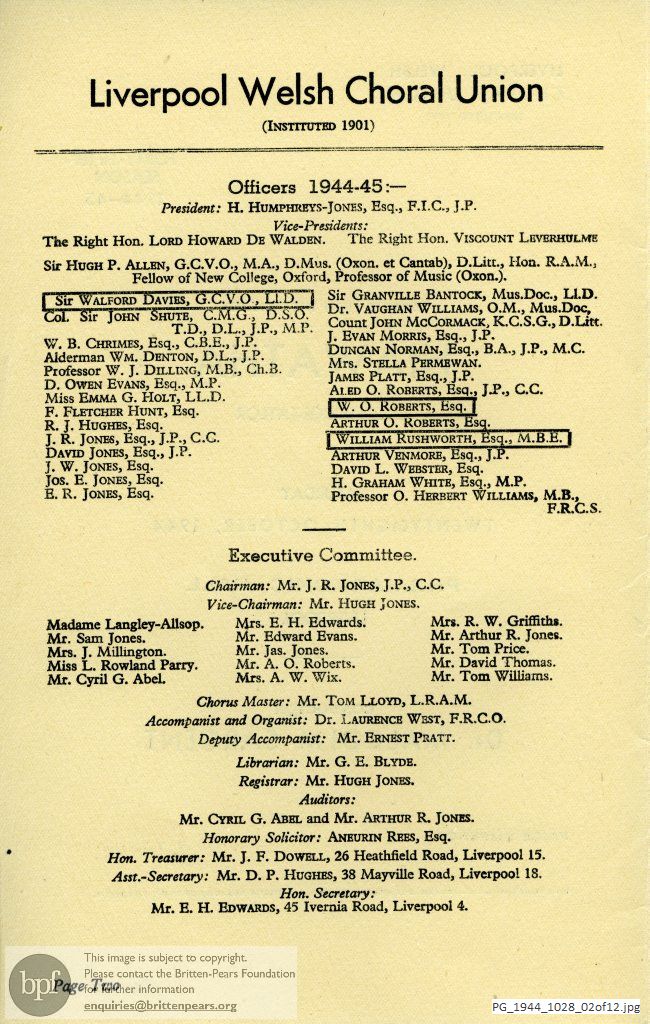 Liverpool Welsh Choral Union
(Instituted 1901)
Officers 1944-45:—
President: H. Humphreys-Jones, Esq., F.I.C., J.P.
Vice-Presidents:
The Right Hon. Lord Howard De Walden. The Right Hon. Viscount Leverhulme
Sir Hugh P. Allen, G.C.V.O., M.A., D.Mus. (Oxon. et Cantab), D.Litt., Hon. R.A.M.,
Fellow of New College, Oxford, Professor of Music (Oxon.).
Sir Walford Davies, G.C.V.O., Ll.D.
Col. Sir John Shute, C.M.G., D.S.O.
T.D., D.L., J.P., M.P.
W. B. Chrimes, Esq., C.B.E., J.P.
Alderman Wm. Denton, D.L., J.P.
Professor W. J. Dilling, M.B., Ch.B.
D. Owen Evans, Esq., M.P.
Miss Emma G. Holt, LL.D.
F. Fletcher Hunt, Esq.
R. J. Hughes, Esq.
J. R. Jones, Esq., J.P., C.C.
David Jones, Esq., J.P.
J. W. Jones, Esq.
Jos. E. Jones, Esq.
E. R. Jones, Esq.
Sir Granville Bantock, Mus.Doc., Ll.D.
Dr. Vaughan Williams, O.M., Mus.Doc,
Count John McCormack, K.C.S.G., D.Litt.
J. Evan Morris, Esq., J.P.
Duncan Norman, Esq., B.A., J.P., M.C.
Mrs. Stella Permewan.
James Platt, Esq., J.P.
Aled O. Roberts, Esq., J.P., C.C.
W. O. Roberts, Esq.
Arthur O. Roberts, Esq.
William Rushworth, Esq., M.B.E.
Arthur Venmore, Esq., J.P.
David L. Webster, Esq.
H. Graham White, Esq., M.P.
Professor O. Herbert Williams, M.B.,
F.R.C.S.
Executive Committee.
Chairman: Mr. J. R. Jones, J.P., C.C.
Vice-Chairman: Mr. Hugh Jones.
Madame Langley-Allsop.
Mr. Sam Jones.
Mrs. J. Millington.
Miss L. Rowland Parry.
Mr. Cyril G. Abel.
Mrs. E. H. Edwards.
Mr. Edward Evans.
Mr. Jas. Jones.
Mr. A. O. Roberts.
Mrs. A. W. Wix.
Mrs. R. W. Griffiths.
Mr. Arthur R. Jones.
Mr. Tom Price.
Mr. David Thomas.
Mr. Tom Williams.
Chorus Master: Mr. Tom Lloyd, L.R.A.M.
Accompanist and Organist: Dr. Laurence West, F.R.C.O.
Deputy Accompanist: Mr. Ernest Pratt.
Librarian: Mr. G. E. Blyde.
Registrar: Mr. Hugh Jones.
Auditors:
Mr. Cyril G. Abel and Mr. Arthur R. Jones.
Honorary Solicitor: Aneurin Rees, Esq.
Hon. Treasurer: Mr. J. F. Dowell, 26 Heathfield Road, Liverpool 15.
Asst.-Secretary: Mr. D. P. Hughes, 38 Mayville Road, Liverpool 18.
Hon. Secretary:
Mr. E. H. Edwards, 45 Ivernia Road, Liverpool 4.
Page Two
bpf
This image is subject to copyright.
Please contact the Britten-Pears Foundation
for further information
enquiries@brittenpears.org
PG_1944_1028_02of12.jpg